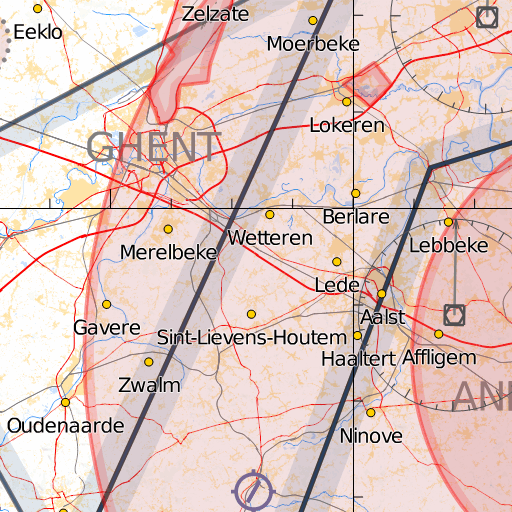 Zelzate
Eeklo
Moerbeke
Lokeren
GHENT
Berlare
Wetteren
Lebbeke
Merelbeke
Lede
Aalst
Gavere
Sint-Lievens-Houtem
Haaltert
Affligem
Zwalm
AN
Oudenaarde
Ninove